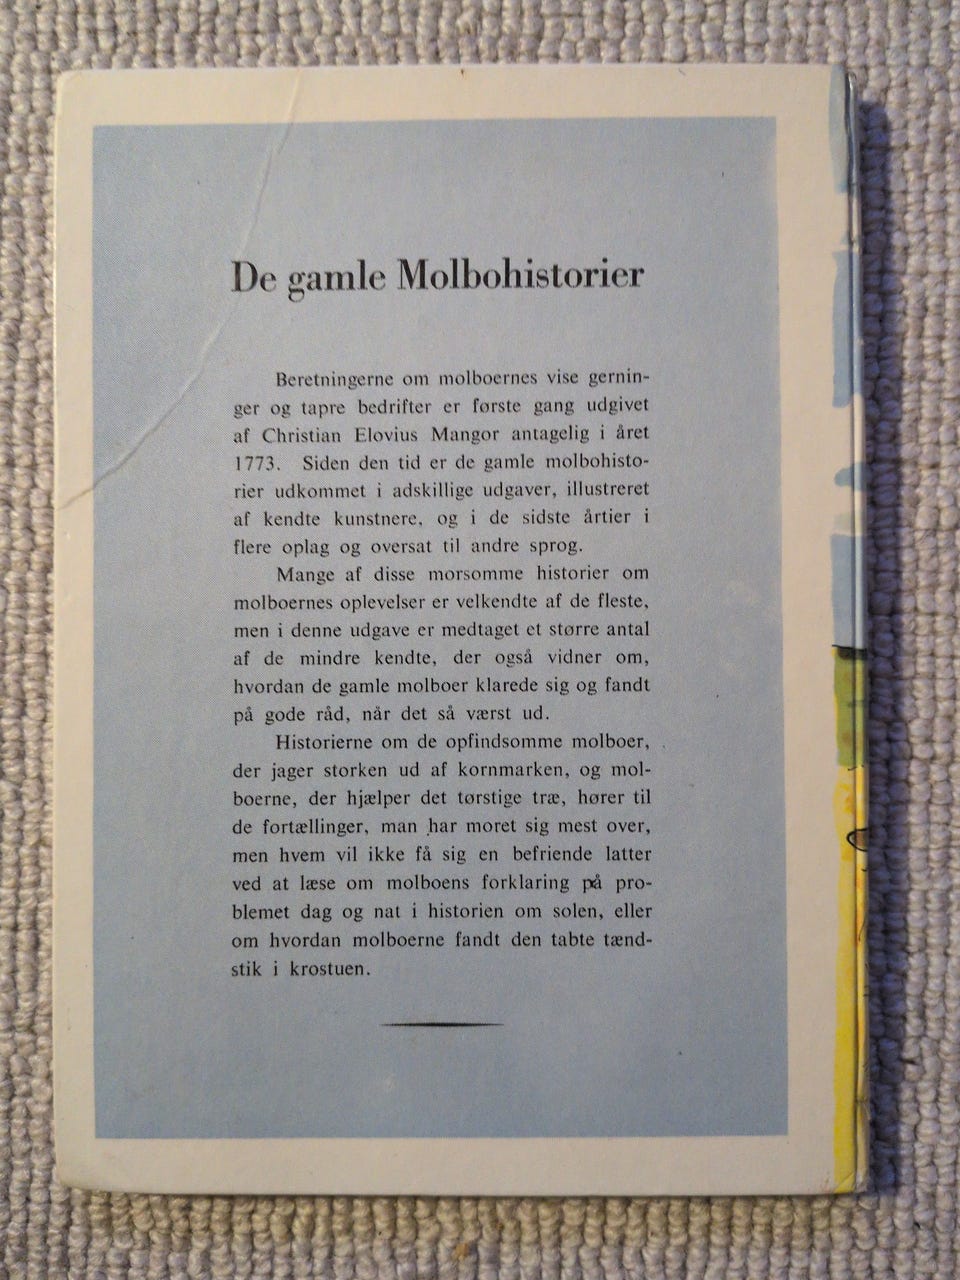 De gamle Molbohistorier
Beretningerne om molboernes vise gernin-
ger og tapre bedrifter er første gang udgivet
af Christian Elovius Mangor antagelig i året
1773. Siden den tid er de gamle molbohisto-
rier udkommet i adskillige udgaver, illustreret
af kendte kunstnere, og i de sidste årtier i
flere oplag og oversat til andre sprog.
Mange af disse morsomme historier om
molboernes oplevelser er velkendte af de fleste,
men i denne udgave er medtaget et større antal
af de mindre kendte, der også vidner om,
hvordan de gamle molboer klarede sig og fandt
på gode råd, når det så værst ud.
Historierne om de opfindsomme molboer,
der jager storken ud af kornmarken, og mol-
boerne, der hjælper det tørstige træ, hører til
de fortællinger, man har moret sig mest over,
men hvem vil ikke få sig en befriende latter
ved at læse om molboens forklaring på pro-
blemet dag og nat i historien om solen, eller
om hvordan molboerne fandt den tabte tænd-
stik i krostuen.